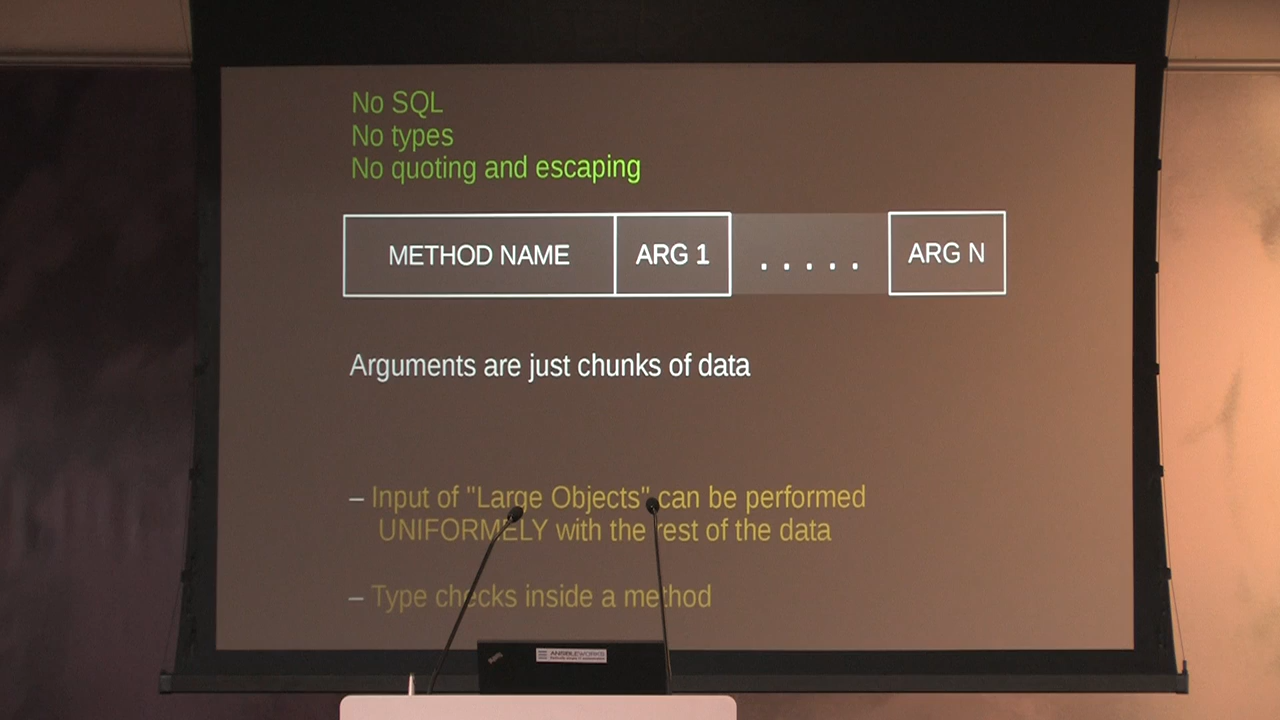 No SQL
No types
No quoting and escaping
METHOD NAME ARG 1 ..... ARG N
Arguments are just chunks of data
– Input of "Large Objects" can be performed
UNIFORMELY with the rest of the data
– Type checks inside a method
ANSIBLEWORKS